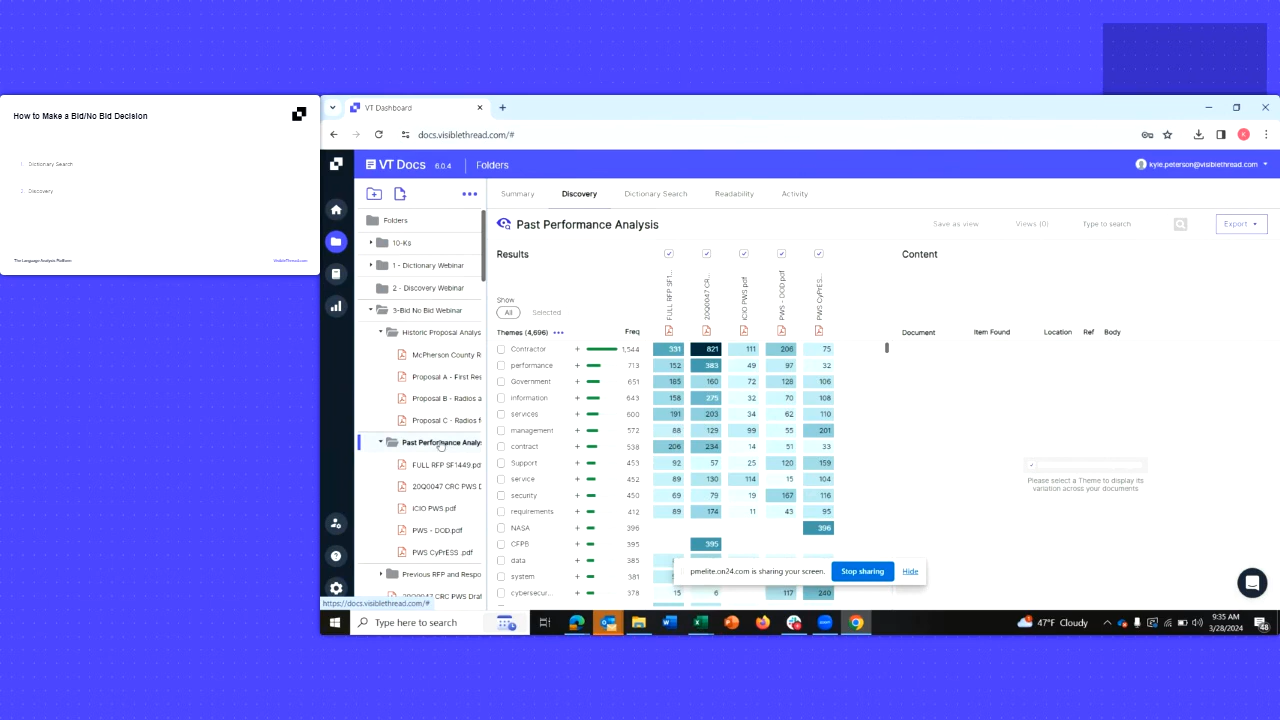 How to Make a Bid/No Bid Decision
1. Dictionary Search
2. Discovery
The Language Analysis Platform
VisibleThread.com
VT Dashboard
docs.visiblethread.com/#
K
VT Docs 6.0.4 Folders
kyle.peterson@visiblethread.com
Folders
10-Ks
1 - Dictionary Webinar
2 - Discovery Webinar
3-Bid No Bid Webinar
Historic Proposal Analys
McPherson County R
Proposal A - First Res
Proposal B - Radios a
Proposal C - Radios f
Past Performance Analy
FULL RFP SF1449.pd
20Q0047 CRC PWS D
iCIO PWS.pdf
PWS - DOD.pdf
PWS CyPrESS .pdf
Previous RFP and Respo
20Q0047 CRC PWS Draf
https://docs.visiblethread.com/#
Summary Discovery Dictionary Search Readability Activity
Past Performance Analysis
Save as view Views (0) Type to search Export
Results
Content
FULL RFP SF1...
20Q0047 CR...
iCIO PWS.pdf
PWS - DOD.pdf
PWS CyPrES...
Show
All Selected
Themes (4,696) ••• Freq
Document Item Found Location Ref Body
Contractor + 1,544 331 821 111 206 75
performance + 713 152 383 49 97 32
Government + 651 185 160 72 128 106
information + 643 158 275 32 70 108
services + 600 191 203 34 62 110
management + 572 88 129 99 55 201
contract + 538 206 234 14 51 33
Support + 453 92 57 25 120 159
service + 452 89 130 114 15 104
security + 450 69 79 19 167 116
requirements + 412 89 174 11 43 95
NASA + 396 396
CFPB + 395 395
data + 385
system + 381
cybersecur... + 378 15 6 117 240
Please select a Theme to display its
variation across your documents
pmelite.on24.com is sharing your screen. Stop sharing Hide
Type here to search
47°F Cloudy
9:35 AM
3/28/2024
48